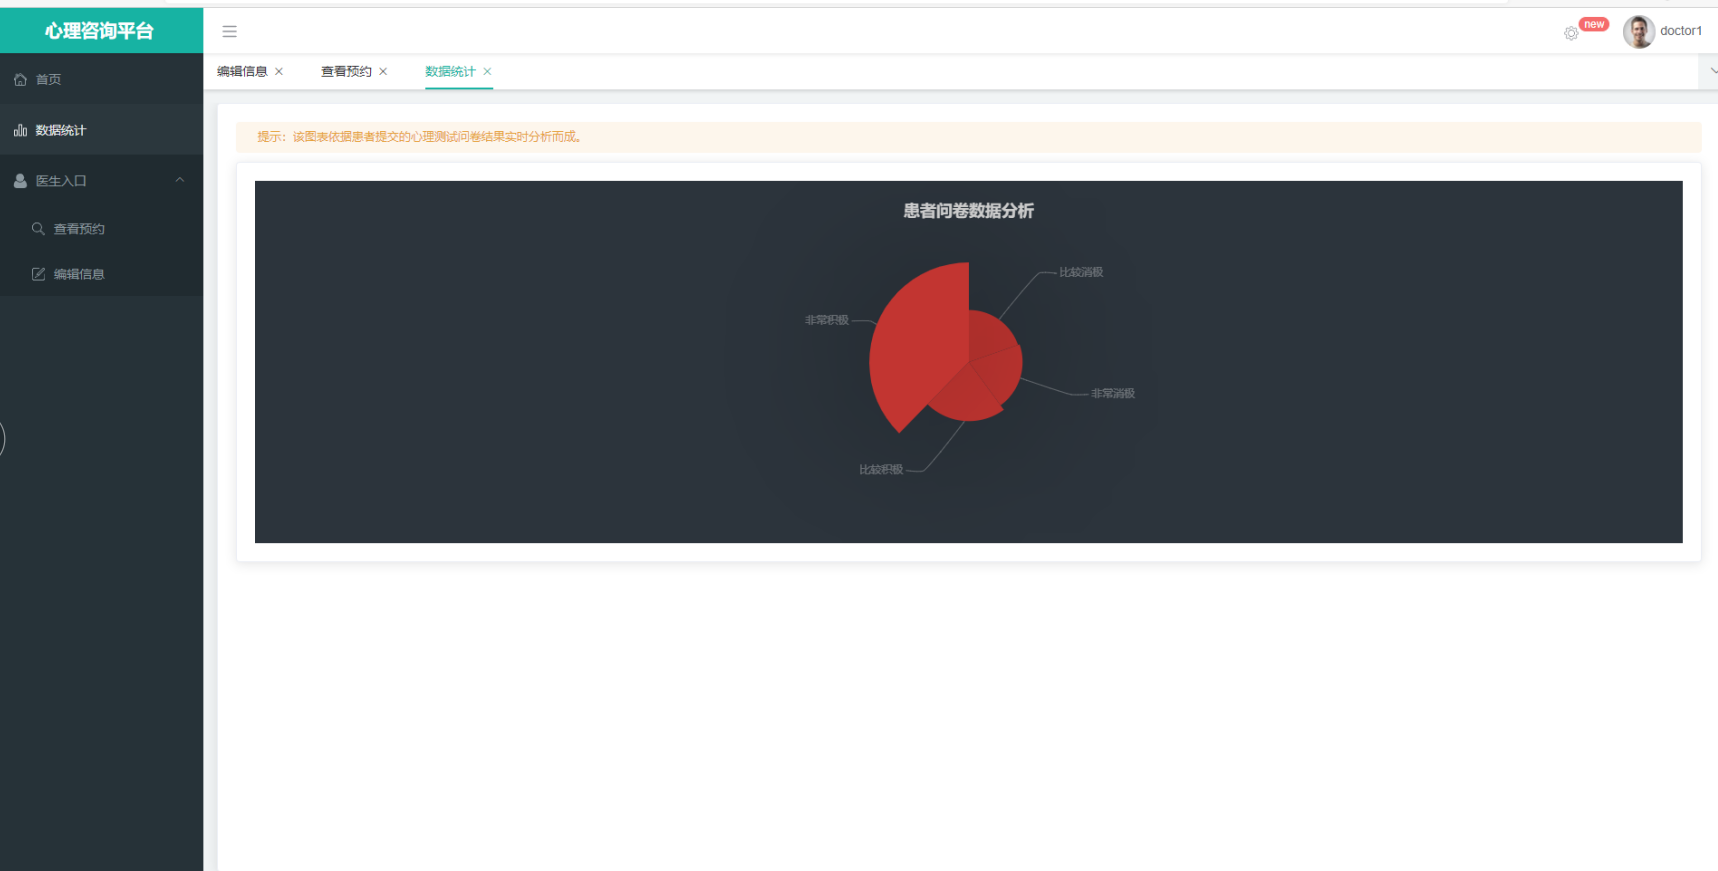 心理咨询平台
new
doctor1
首页
数据统计
医生入口
查看预约
编辑信息
编辑信息
查看预约
数据统计
提示：该图表依据患者提交的心理测试问卷结果实时分析而成。
患者问卷数据分析
比较消极
非常积极
非常消极
比较积极